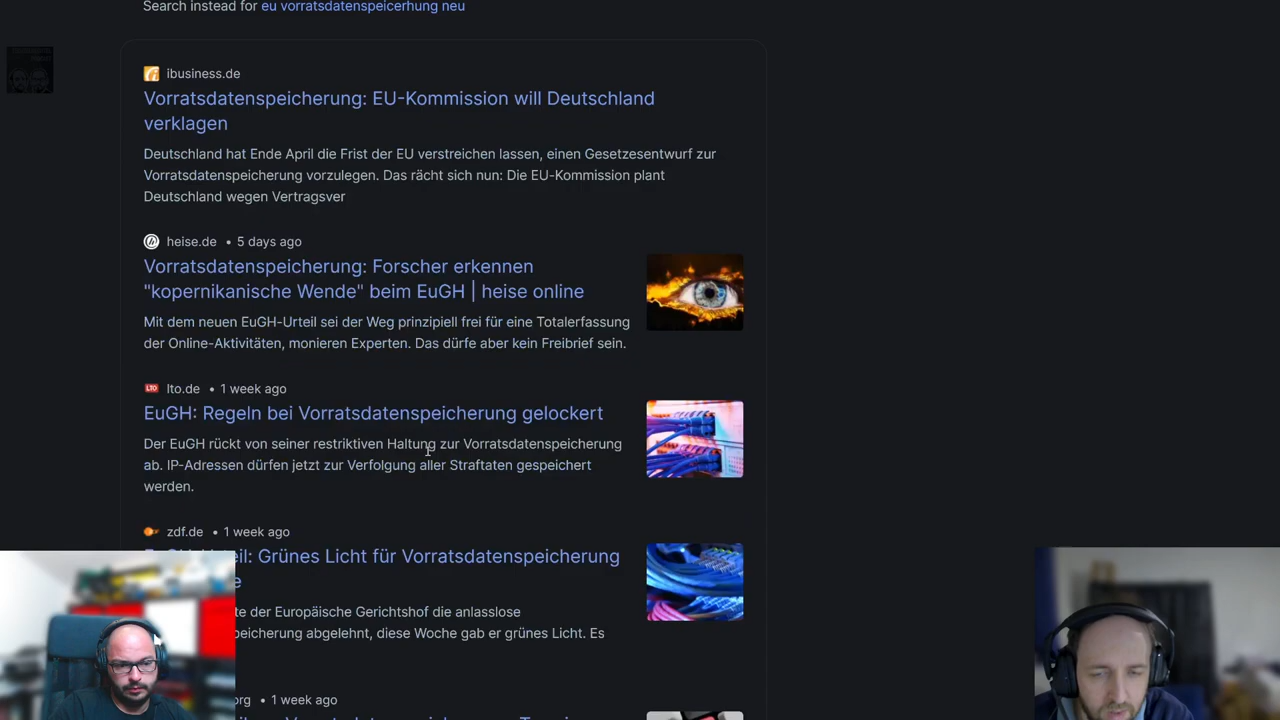 Search instead for eu vorratsdatenspeicerhung neu
ibusiness.de
Vorratsdatenspeicherung: EU-Kommission will Deutschland
verklagen
Deutschland hat Ende April die Frist der EU verstreichen lassen, einen Gesetzesentwurf zur
Vorratsdatenspeicherung vorzulegen. Das rächt sich nun: Die EU-Kommission plant
Deutschland wegen Vertragsver
heise.de • 5 days ago
Vorratsdatenspeicherung: Forscher erkennen
"kopernikanische Wende" beim EuGH | heise online
Mit dem neuen EuGH-Urteil sei der Weg prinzipiell frei für eine Totalerfassung
der Online-Aktivitäten, monieren Experten. Das dürfe aber kein Freibrief sein.
LTO lto.de • 1 week ago
EuGH: Regeln bei Vorratsdatenspeicherung gelockert
Der EuGH rückt von seiner restriktiven Haltung zur Vorratsdatenspeicherung
ab. IP-Adressen dürfen jetzt zur Verfolgung aller Straftaten gespeichert
werden.
zdf.de • 1 week ago
eil: Grünes Licht für Vorratsdatenspeicherung
e
te der Europäische Gerichtshof die anlasslose
peicherung abgelehnt, diese Woche gab er grünes Licht. Es
org • 1 week ago